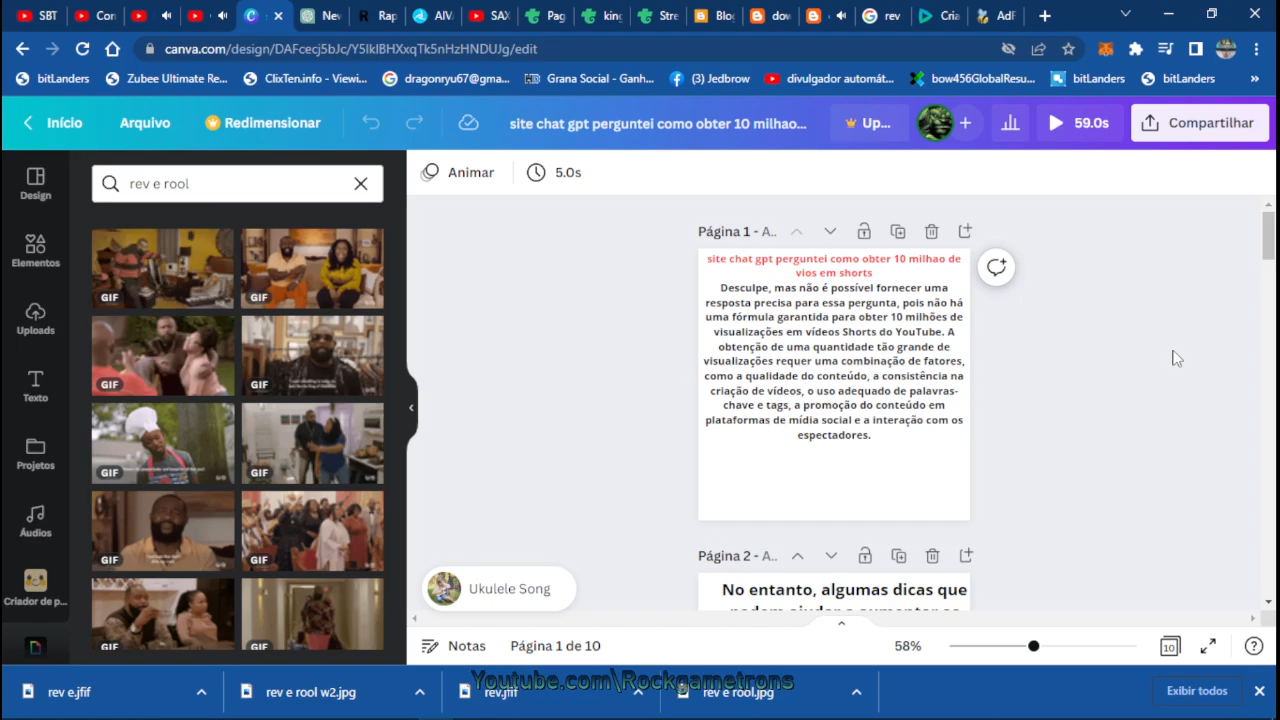 SBT
Cor
SBT
New
Rap
AIVA
SAX
Pag
king
Stre
Blog
dow
rev
Cria
AdF
canva.com/design/DAFcecj5bJc/Y5IkIBHXxqTk5nHzHNDUJg/edit
bitLanders
Zubee Ultimate Re...
ClixTen.info - Viewi...
dragonryu67@gma...
Grana Social - Ganh...
(3) Jedbrow
divulgador automát...
bow456GlobalResu...
bitLanders
bitLanders
»
Início
Arquivo
Redimensionar
site chat gpt perguntei como obter 10 milhao...
Up...
59.0s
Compartilhar
Design
Elementos
Uploads
Texto
Projetos
Áudios
Criador de p...
rev e rool
GIF
GIF
GIF
GIF
GIF
GIF
GIF
GIF
GIF
GIF
Animar
5.0s
Página 1 - A..
site chat gpt perguntei como obter 10 milhao de
vios em shorts
Desculpe, mas não é possível fornecer uma
resposta precisa para essa pergunta, pois não há
uma fórmula garantida para obter 10 milhões de
visualizações em vídeos Shorts do YouTube. A
obtenção de uma quantidade tão grande de
visualizações requer uma combinação de fatores,
como a qualidade do conteúdo, a consistência na
criação de vídeos, o uso adequado de palavras-
chave e tags, a promoção do conteúdo em
plataformas de mídia social e a interação com os
espectadores.
Página 2 - A..
No entanto, algumas dicas que
podem ajudar a aumentar as
Ukulele Song
Notas
Página 1 de 10
58%
10
rev e.jfif
rev e rool w2.jpg
rev.jfif
rev e rool.jpg
Exibir todos
Youtube.com\Rockgametrons